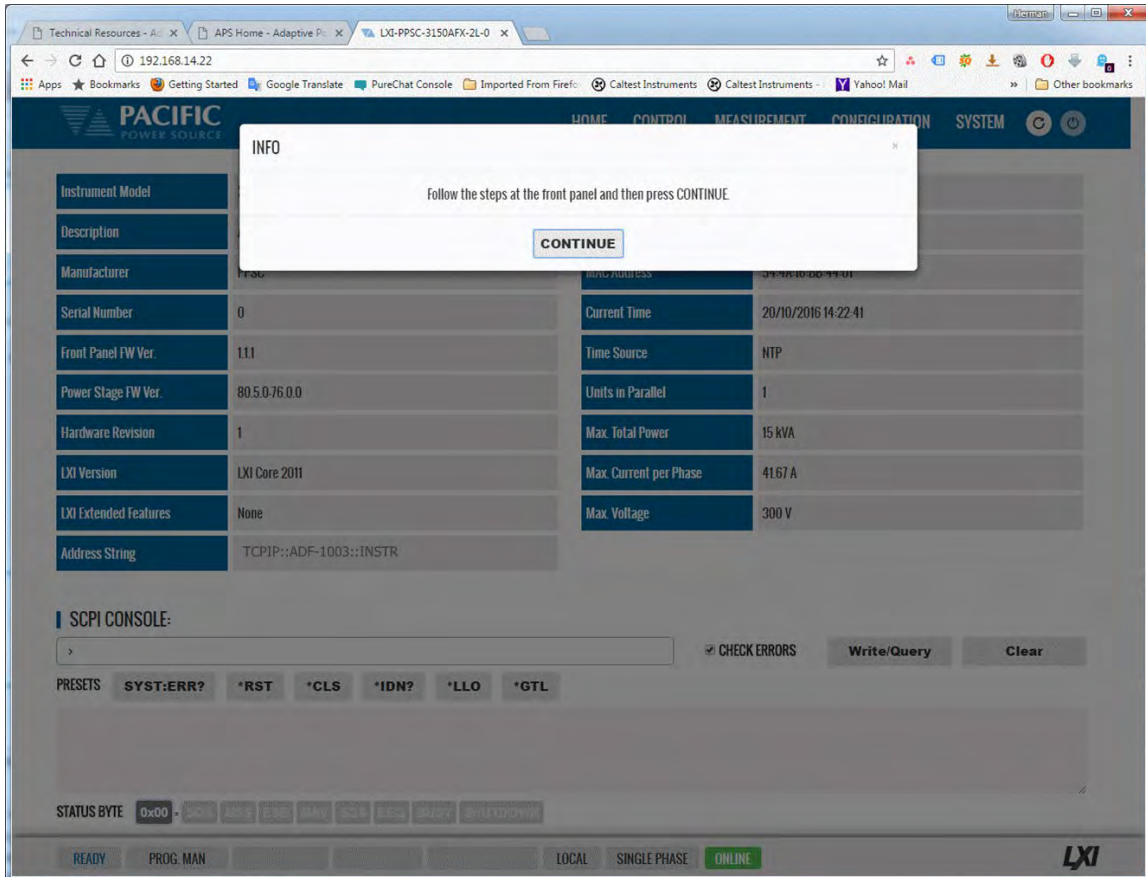 Herman
Technical Resources - Ad
APS Home - Adaptive Po
LXI-PPSC-3150AFX-2L-0
192.168.14.22
Apps
Bookmarks
Getting Started
Google Translate
PureChat Console
Imported From Firefo
Caltest Instruments
Caltest Instruments -
Yahoo! Mail
»
Other bookmarks
PACIFIC
POWER SOURCE
HOME CONTROL MEASUREMENT CONFIGURATION SYSTEM
INFO
×
Follow the steps at the front panel and then press CONTINUE.
CONTINUE
Instrument Model
Description
Manufacturer PPSC
MAC Address
Serial Number 0
Current Time 20/10/2016 14:22:41
Front Panel FW Ver. 1.1.1
Time Source NTP
Power Stage FW Ver. 80.5.0-76.0.0
Units in Parallel 1
Hardware Revision 1
Max. Total Power 15 kVA
LXI Version LXI Core 2011
Max. Current per Phase 41.67 A
LXI Extended Features None
Max. Voltage 300 V
Address String TCPIP::ADF-1003::INSTR
SCPI CONSOLE:
>
CHECK ERRORS
Write/Query
Clear
PRESETS SYST:ERR? *RST *CLS *IDN? *LLO *GTL
STATUS BYTE 0x00 -
READY PROG. MAN LOCAL SINGLE PHASE ONLINE LXI